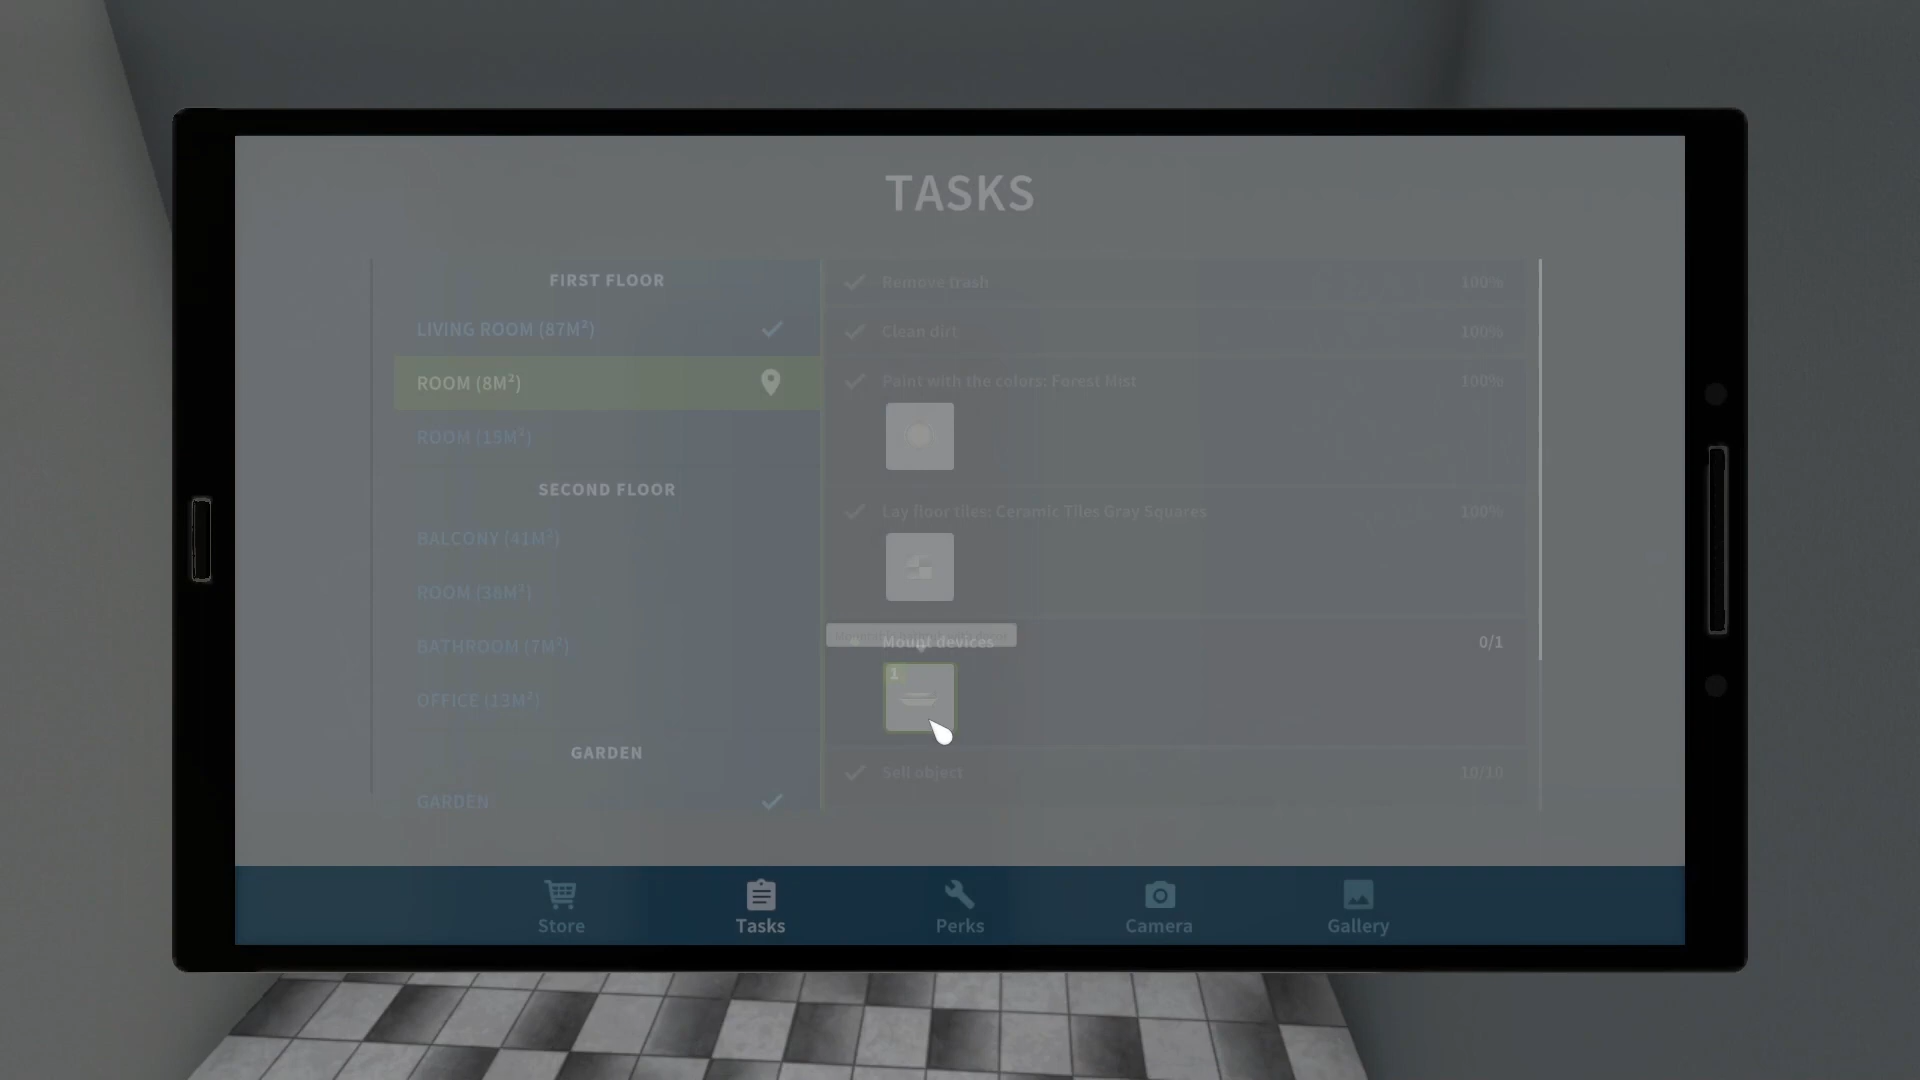 TASKS
FIRST FLOOR
LIVING ROOM (87M²)
ROOM (8M²)
ROOM (15M²)
SECOND FLOOR
BALCONY (41M²)
ROOM (36M²)
BATHROOM (7M²)
OFFICE (13M²)
GARDEN
GARDEN
Remove trash 100%
Clean dirt 100%
Paint with the colors: Forest Mist 100%
Lay floor tiles: Ceramic Tiles Gray Squares 100%
Mount devices 0/1
1
Sell object 10/10
Store
Tasks
Perks
Camera
Gallery